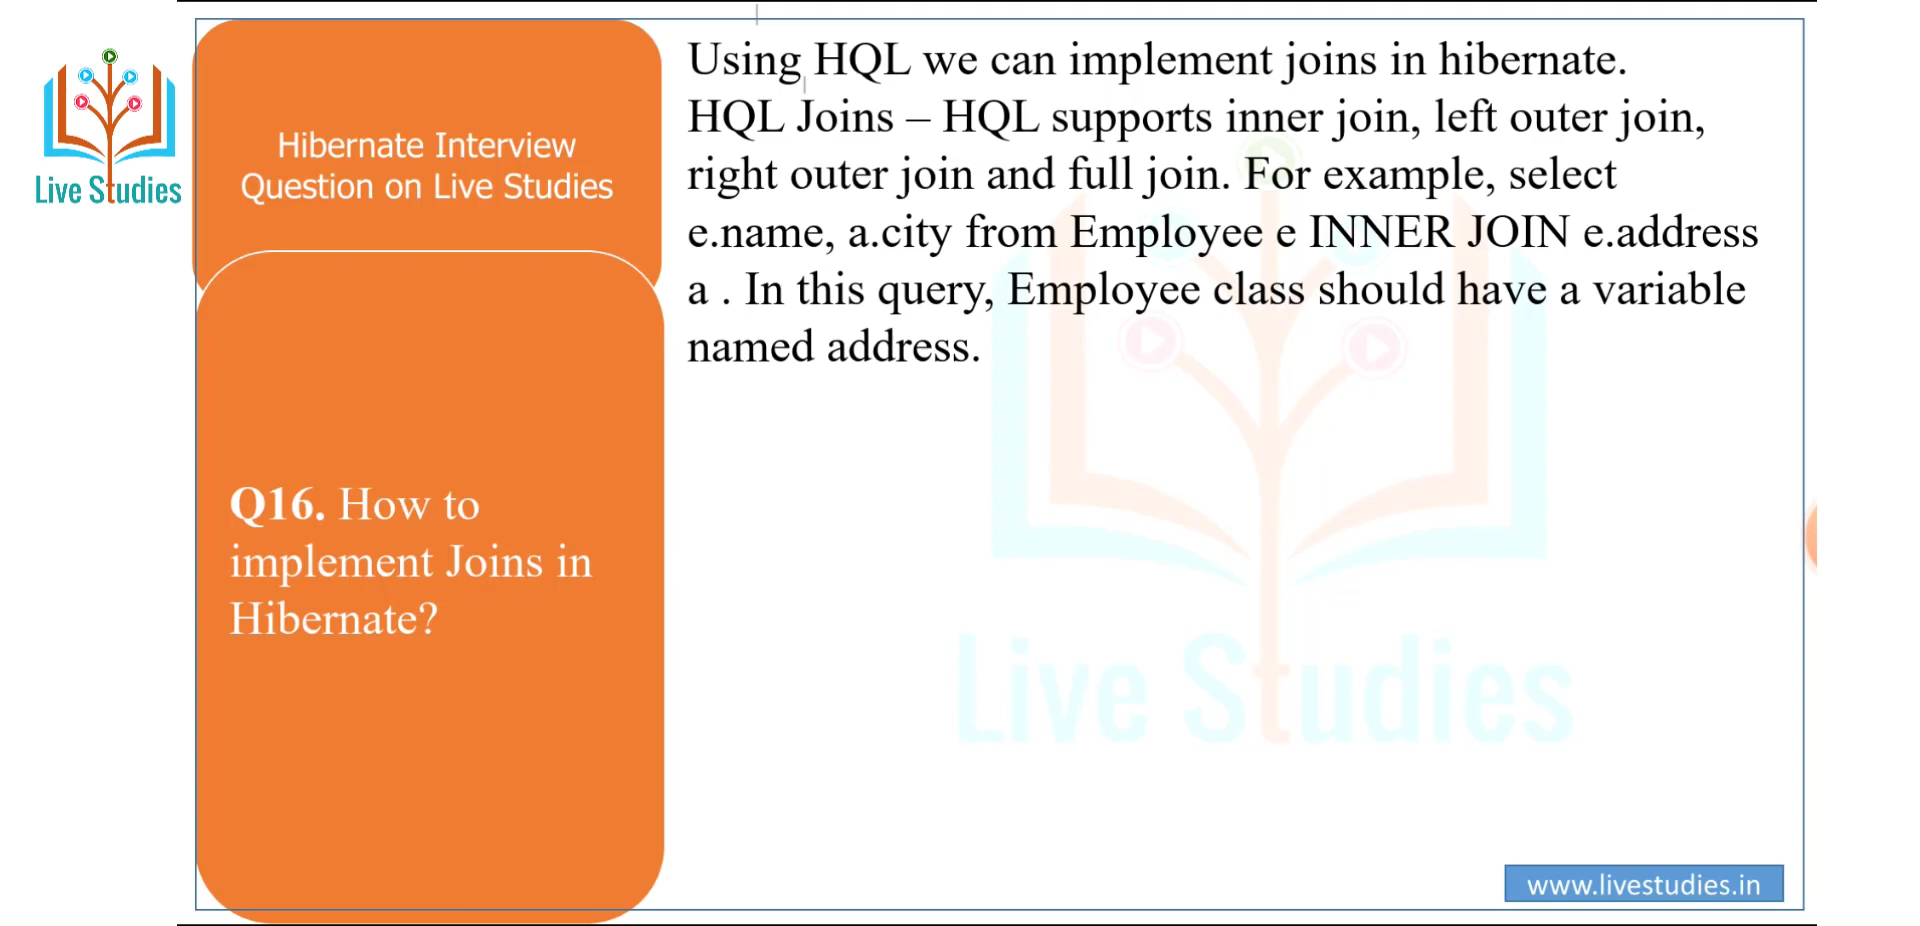 Live Studies
Hibernate Interview
Question on Live Studies
Q16. How to
implement Joins in
Hibernate?
Using HQL we can implement joins in hibernate.
HQL Joins – HQL supports inner join, left outer join,
right outer join and full join. For example, select
e.name, a.city from Employee e INNER JOIN e.address
a . In this query, Employee class should have a variable
named address.
Live Studies
www.livestudies.in